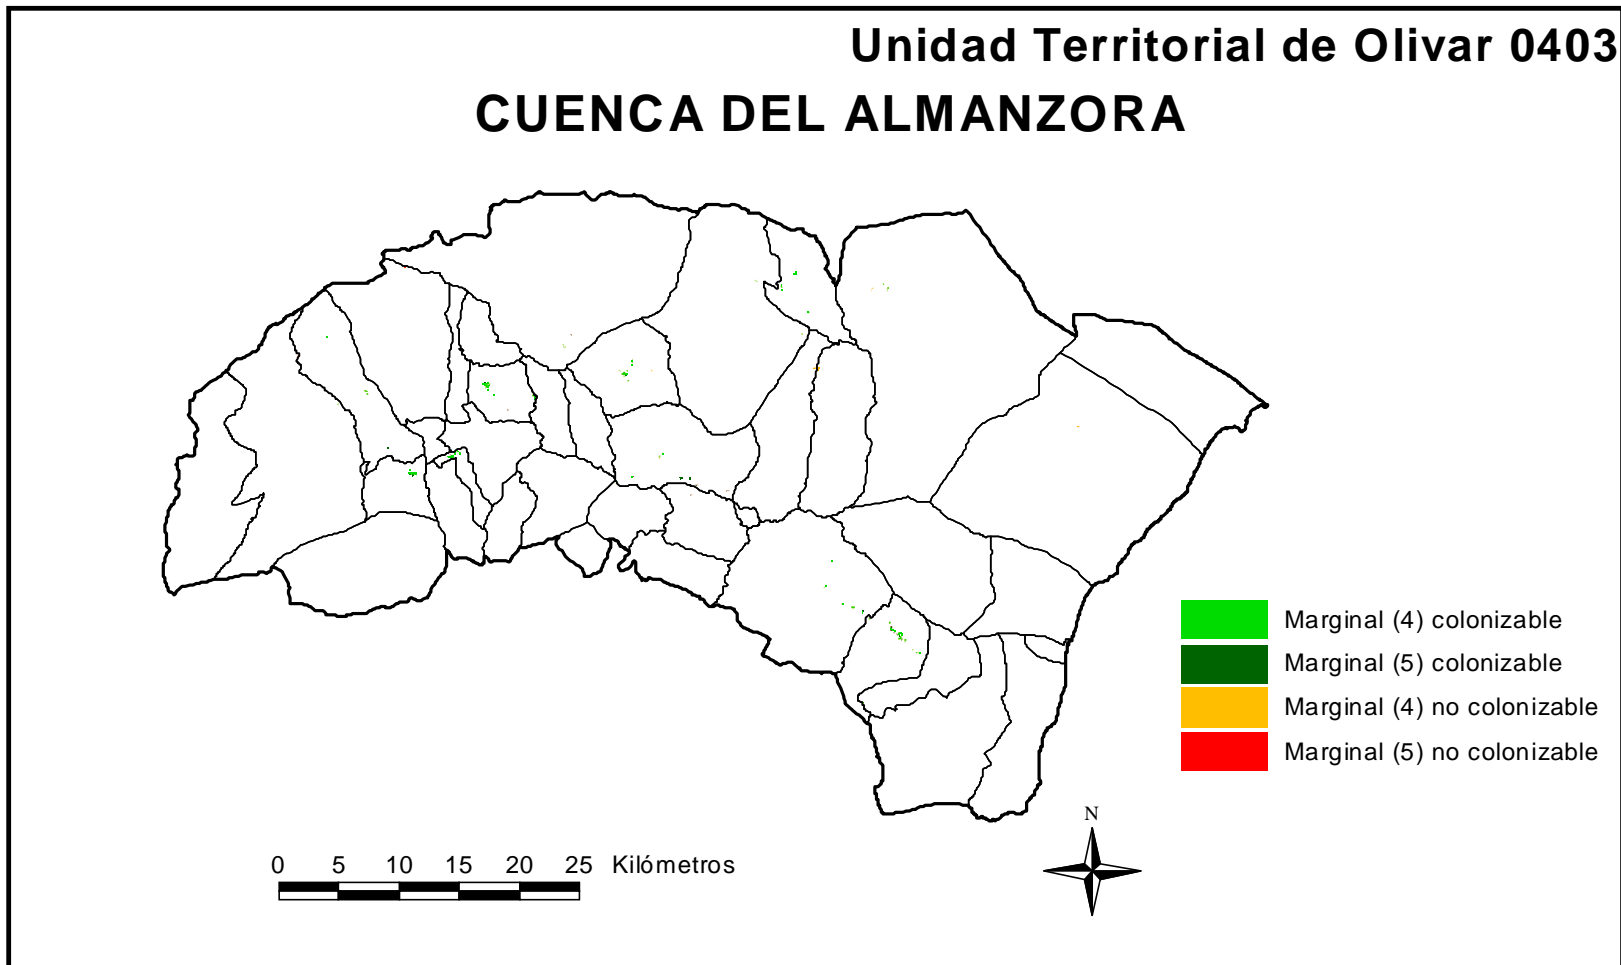 Unidad Territorial de Olivar 0403
CUENCA DEL ALMANZORA
Marginal (4) colonizable
Marginal (5) colonizable
Marginal (4) no colonizable
Marginal (5) no colonizable
N
0 5 10 15 20 25 Kilómetros